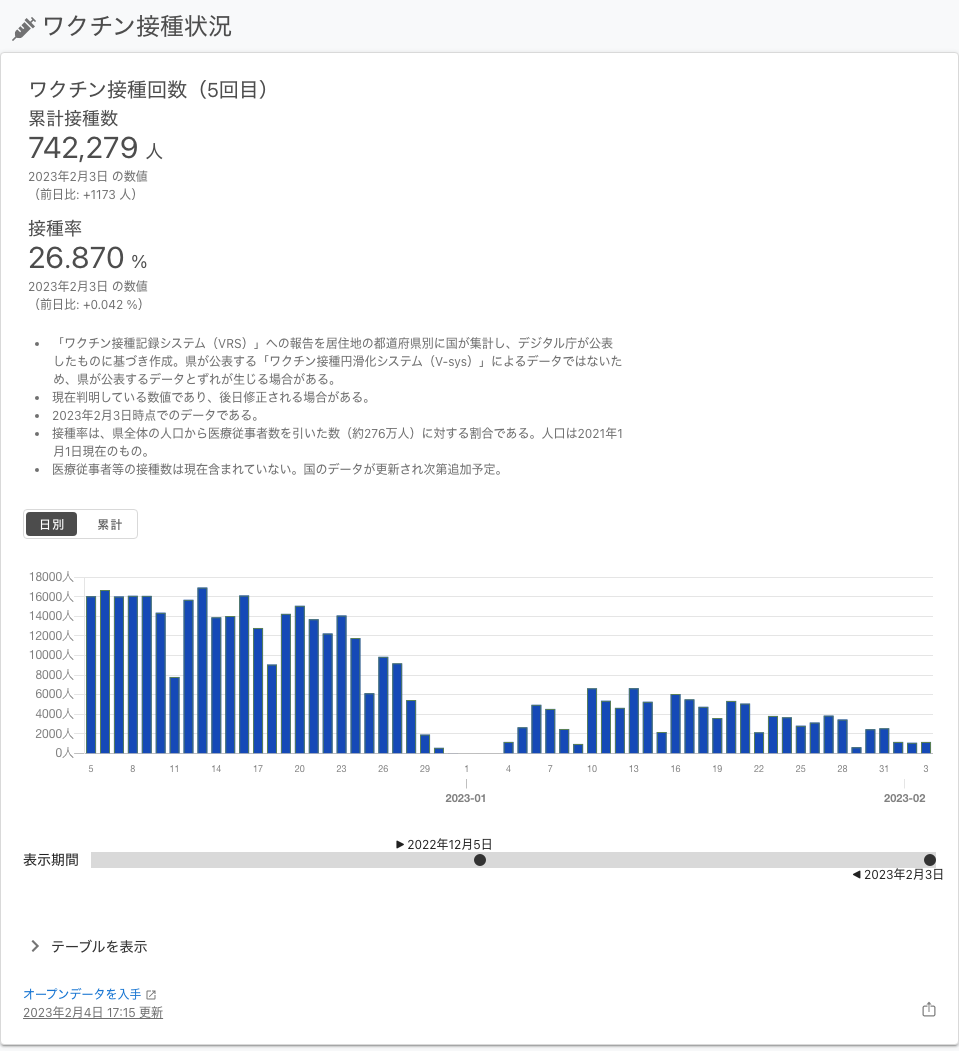 ワクチン接種状況
ワクチン接種回数（5回目）
累計接種数
742,279 人
2023年2月3日 の数値
（前日比: +1173 人）
接種率
26.870 %
2023年2月3日 の数値
（前日比: +0.042 %）
• 「ワクチン接種記録システム（VRS）」への報告を居住地の都道府県別に国が集計し、デジタル庁が公表
したものに基づき作成。県が公表する「ワクチン接種円滑化システム（V-sys）」によるデータではないた
め、県が公表するデータとずれが生じる場合がある。
• 現在判明している数値であり、後日修正される場合がある。
• 2023年2月3日時点でのデータである。
• 接種率は、県全体の人口から医療従事者数を引いた数（約276万人）に対する割合である。人口は2021年1
月1日現在のもの。
• 医療従事者等の接種数は現在含まれていない。国のデータが更新され次第追加予定。
日別 累計
18000人
16000人
14000人
12000人
10000人
8000人
6000人
4000人
2000人
0人
5 8 11 14 17 20 23 26 29 1 4 7 10 13 16 19 22 25 28 31 3
2023-01 2023-02
▶ 2022年12月5日
表示期間
◀ 2023年2月3日
テーブルを表示
オープンデータを入手
2023年2月4日 17:15 更新